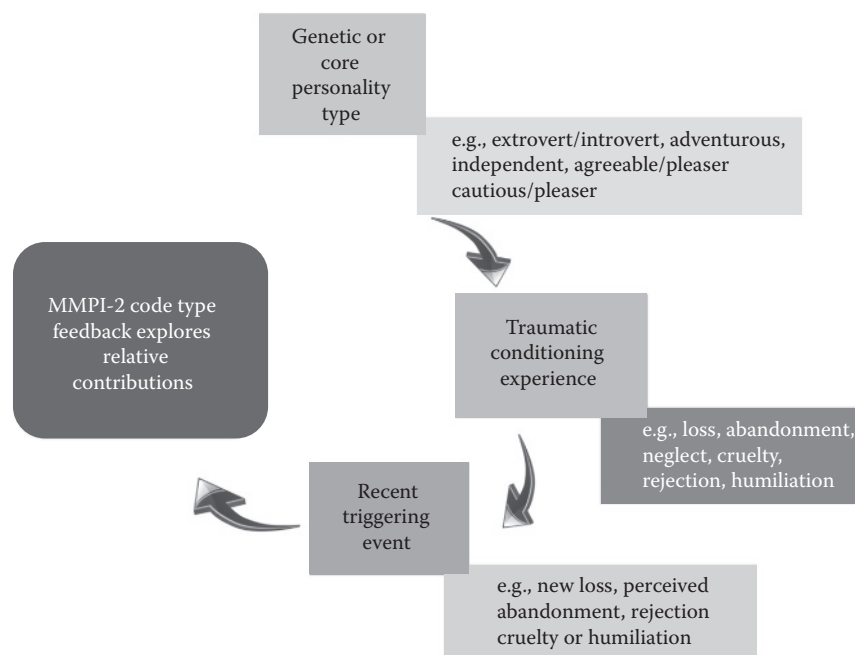 Genetic or
core
personality
type
e.g., extrovert/introvert, adventurous,
independent, agreeable/pleaser
cautious/pleaser
Traumatic
conditioning
experience
e.g., loss, abandonment,
neglect, cruelty,
rejection, humiliation
Recent
triggering
event
e.g., new loss, perceived
abandonment, rejection
cruelty or humiliation
MMPI-2 code type
feedback explores
relative
contributions